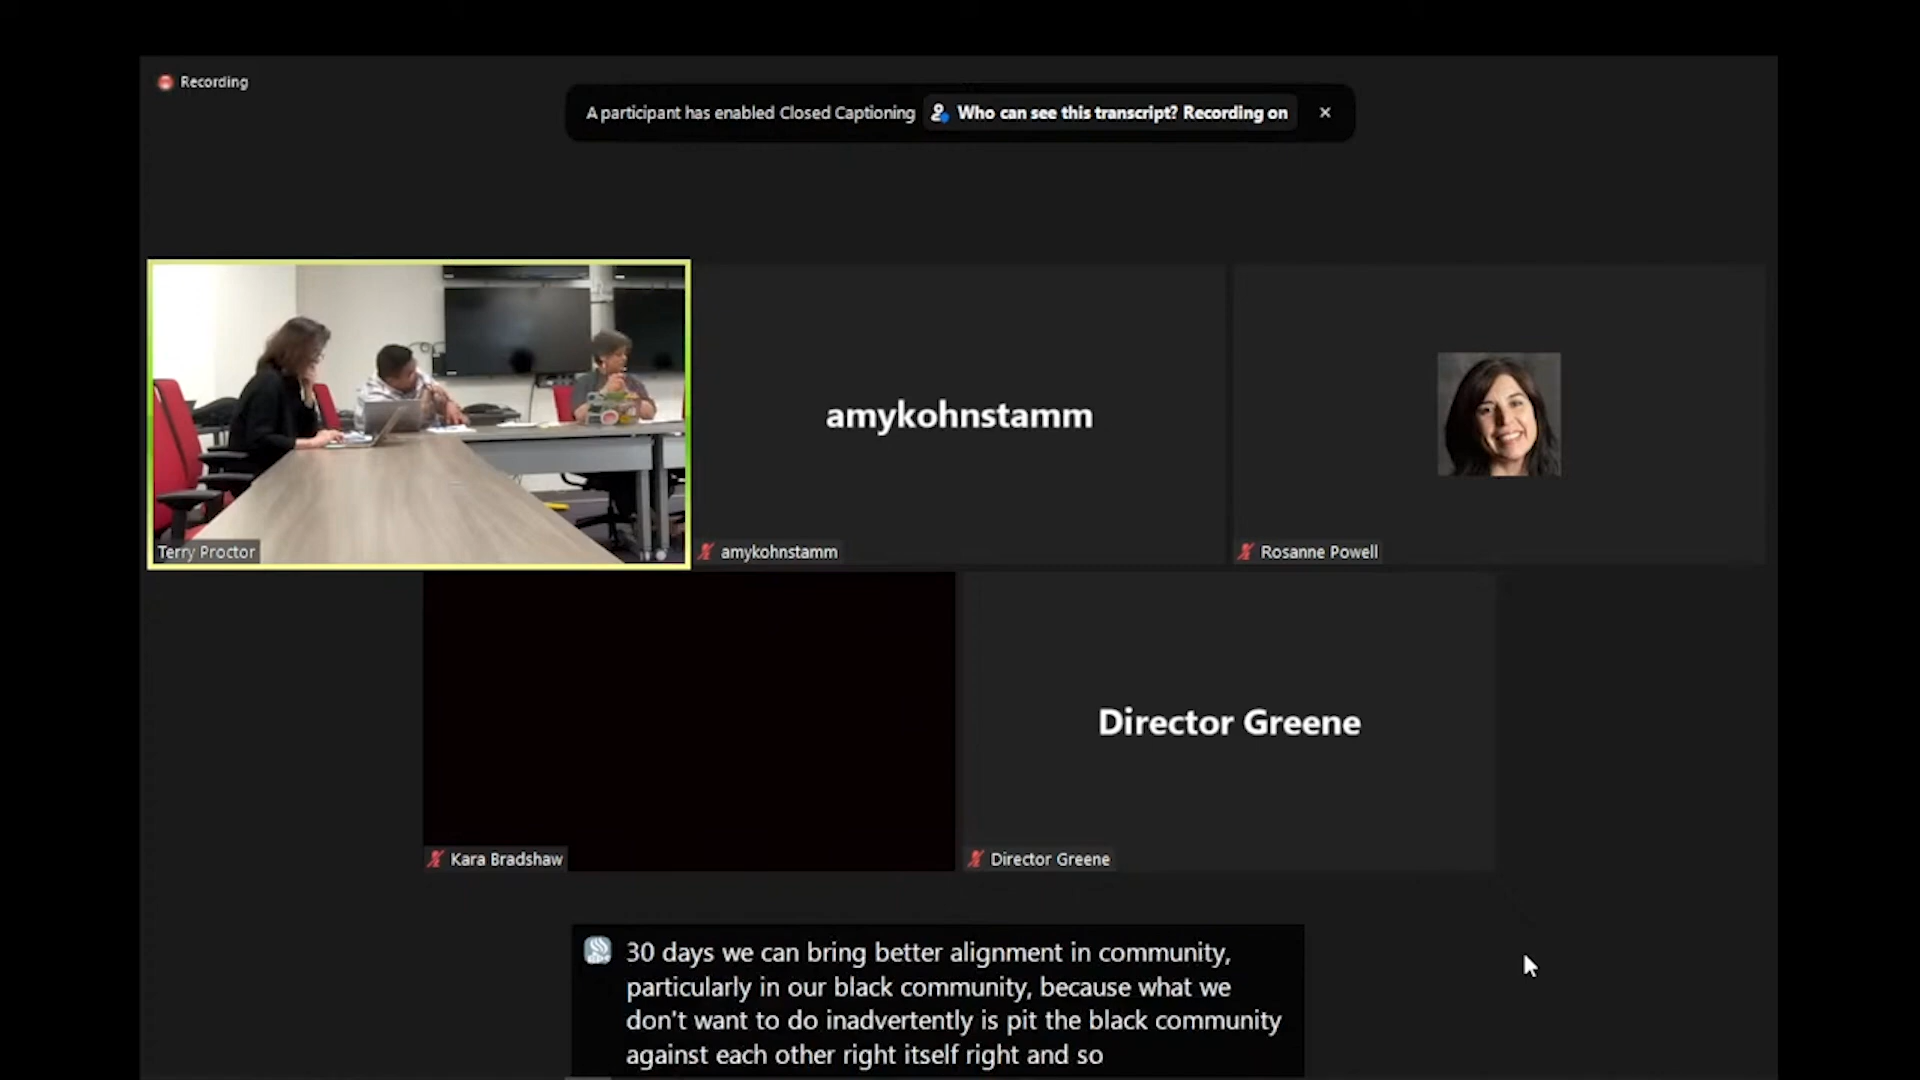 Recording
A participant has enabled Closed Captioning Who can see this transcript? Recording on
amykohnstamm
Terry Proctor
amykohnstamm
Rosanne Powell
Director Greene
Kara Bradshaw
Director Greene
30 days we can bring better alignment in community,
particularly in our black community, because what we
don't want to do inadvertently is pit the black community
against each other right itself right and so